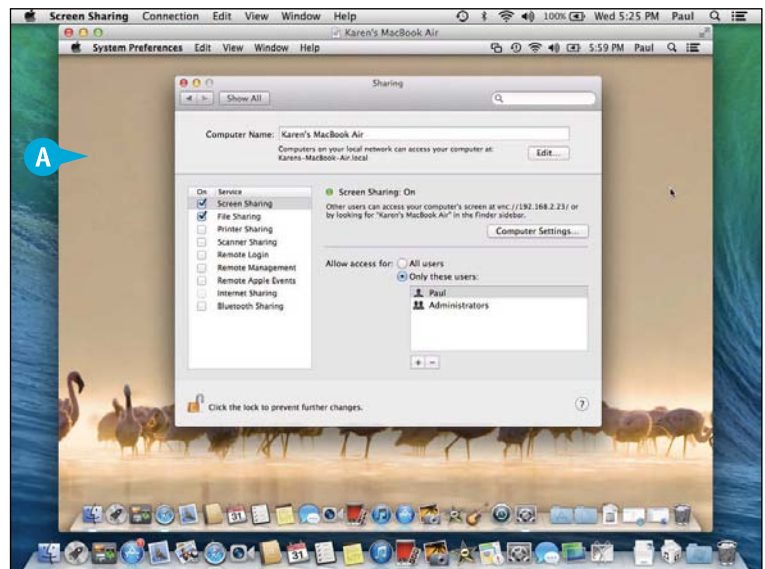 Screen Sharing Connection Edit View Window Help 100% Wed 5:25 PM Paul
Karen's MacBook Air
System Preferences Edit View Window Help 5:59 PM Paul
Sharing
Show All
Computer Name: Karen's MacBook Air
Computers on your local network can access your computer at:
Karens-MacBook-Air.local
Edit...
A
On Service
Screen Sharing
File Sharing
Printer Sharing
Scanner Sharing
Remote Login
Remote Management
Remote Apple Events
Internet Sharing
Bluetooth Sharing
Screen Sharing: On
Other users can access your computer's screen at vnc://192.168.2.23/ or
by looking for "Karen's MacBook Air" in the Finder sidebar.
Computer Settings...
Allow access for: All users
Only these users:
Paul
Administrators
+ −
Click the lock to prevent further changes.
?
31
31